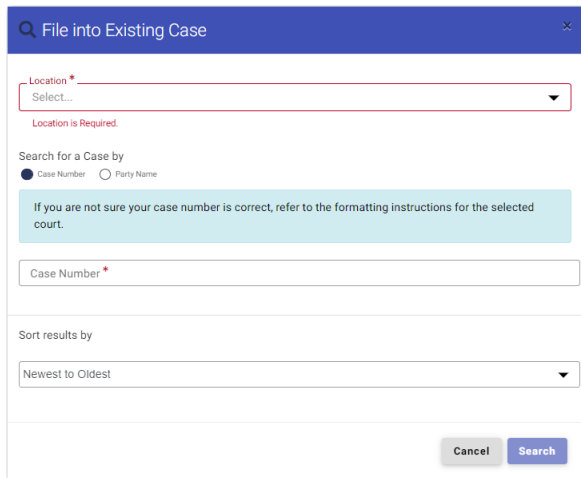 File into Existing Case
×
Location *
Select...
Location is Required.
Search for a Case by
Case Number Party Name
If you are not sure your case number is correct, refer to the formatting instructions for the selected
court.
Case Number *
Sort results by
Newest to Oldest
Cancel Search